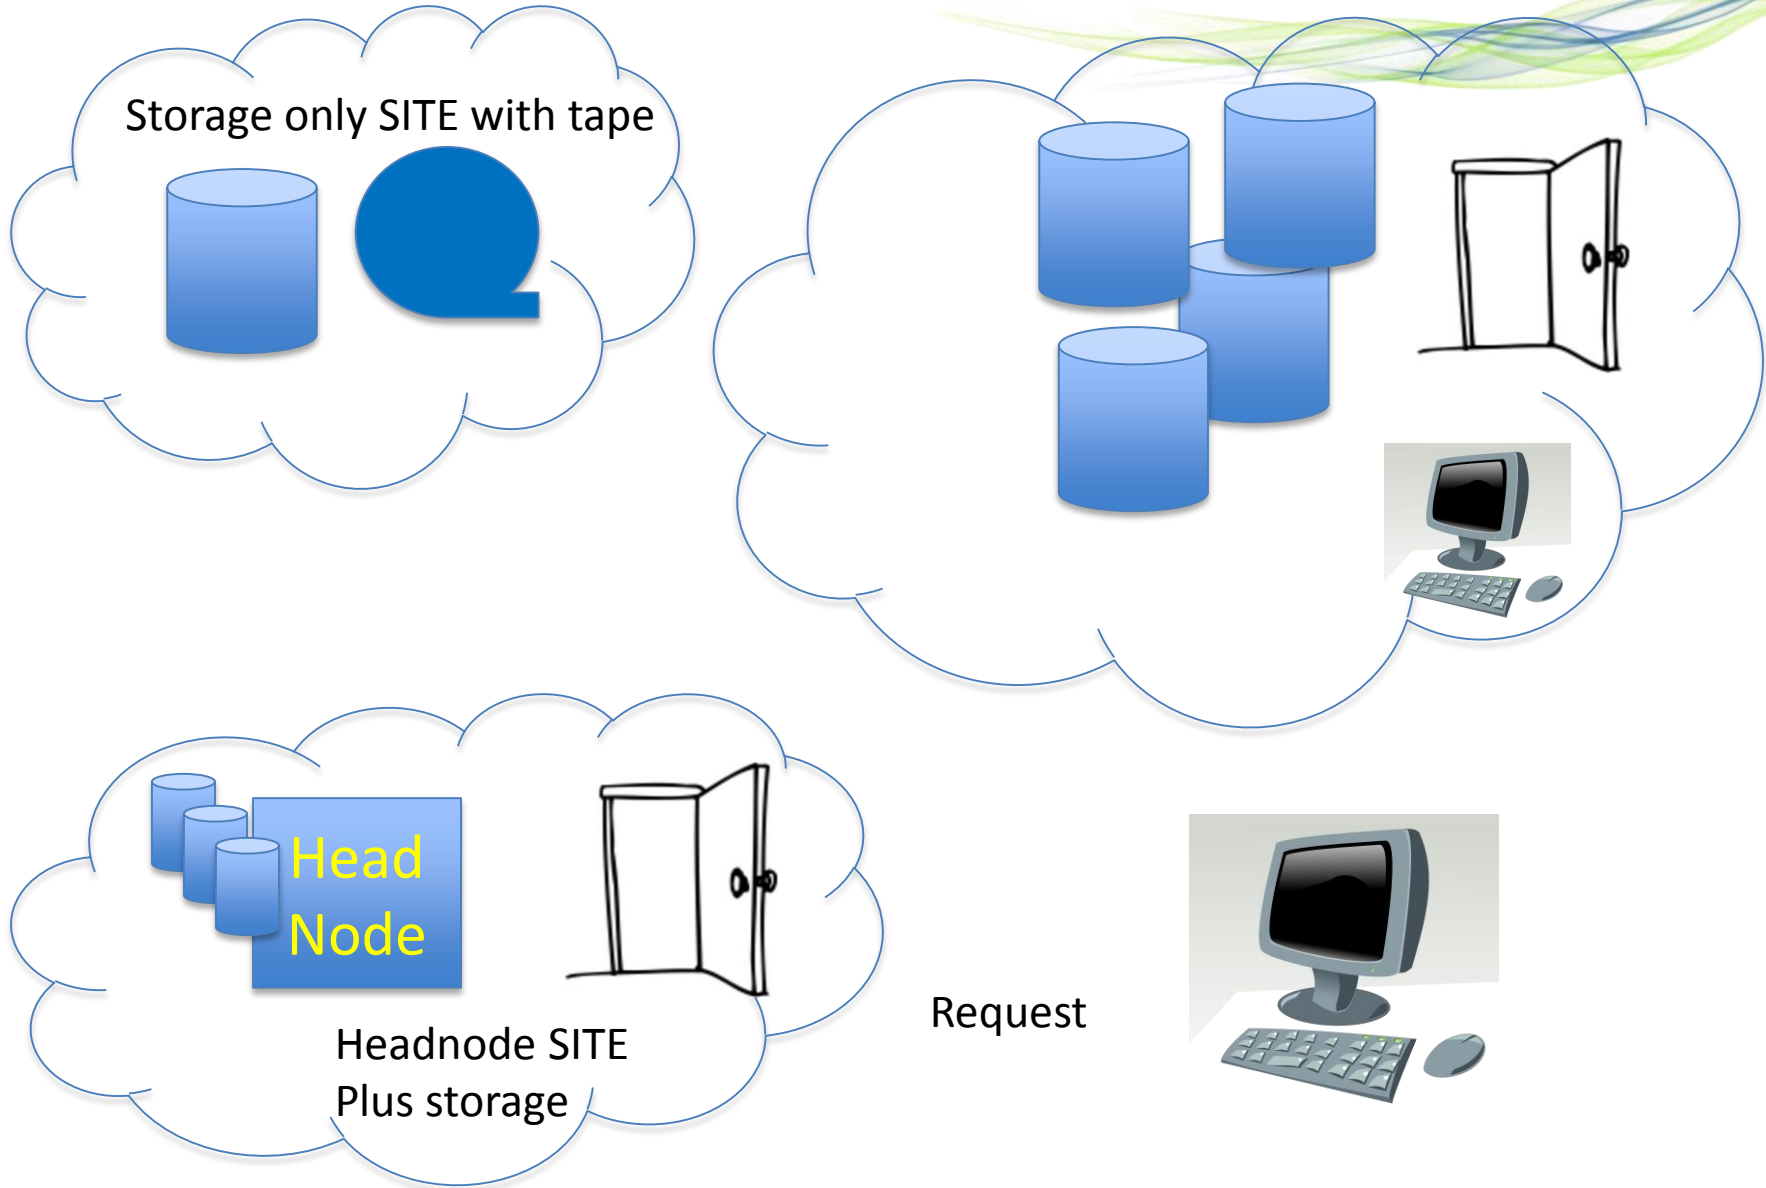 Storage only SITE with tape
Head
Node
Headnode SITE
Plus storage
Request